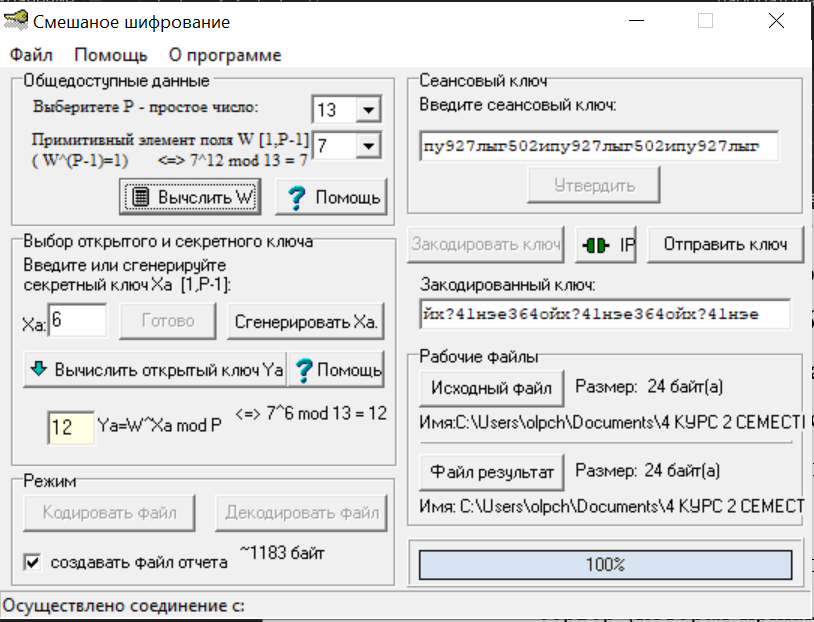 Смешаное шифрование
Файл Помощь О программе
Общедоступные данные
Выберитете P - простое число:
13
Примитивный элемент поля W [1,P-1]
7
( W^(P-1)=1) <=> 7^12 mod 13 = 7
Вычслить W
Помощь
Выбор открытого и секретного ключа
Введите или сгенерируйте
секретный ключ Xa [1,P-1]:
Xa:
6
Готово
Сгенерировать Xa.
Вычислить открытый ключ Ya
Помощь
12
Ya=W^Xa mod P
<=> 7^6 mod 13 = 12
Режим
Кодировать файл
Декодировать файл
создавать файл отчета
~1183 байт
Сеансовый ключ
Введите сеансовый ключ:
пу927лыг502ипу927лыг502ипу927лыг
Утвердить
Закодировать ключ
IP
Отправить ключ
Закодированный ключ:
йх?41нэе364ойх?41нэе364ойх?41нэе
Рабочие файлы
Исходный файл
Размер: 24 байт(а)
Имя:C:\Users\olpch\Documents\4 КУРС 2 СЕМЕСТ
Файл результат
Размер: 24 байт(а)
Имя: C:\Users\olpch\Documents\4 КУРС 2 СЕМЕСТ
100%
Осуществлено соединение с: